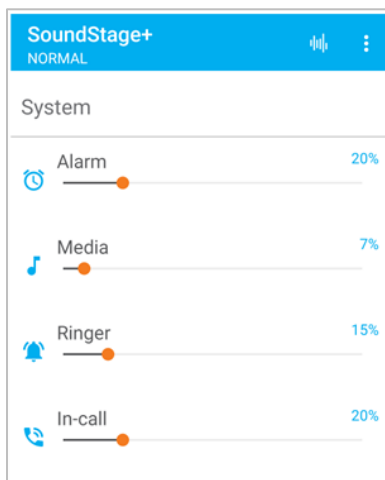 SoundStage+
NORMAL
System
Alarm
20%
Media
7%
Ringer
15%
In-call
20%